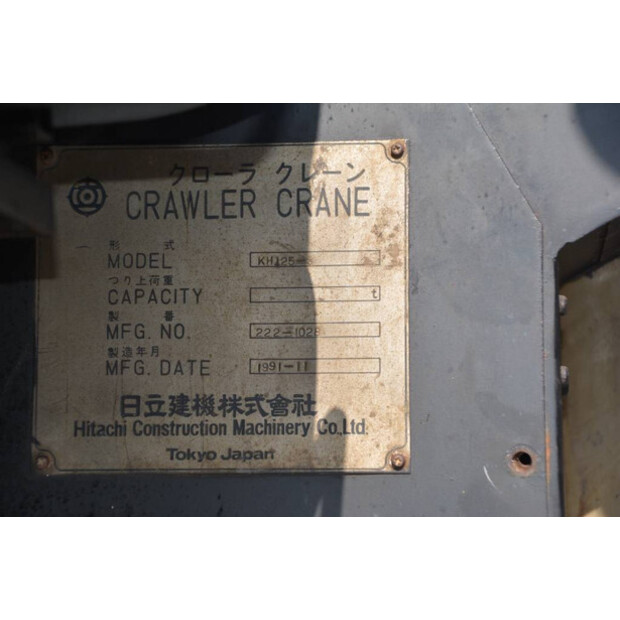 クローラ クレーン
CRAWLER CRANE
形式
MODEL KH125-3
つり上荷重
CAPACITY t
製番
MFG. NO. 222-1028
製造年月
MFG. DATE 1991-11
日立建機株式會社
Hitachi Construction Machinery Co.,Ltd.
Tokyo Japan